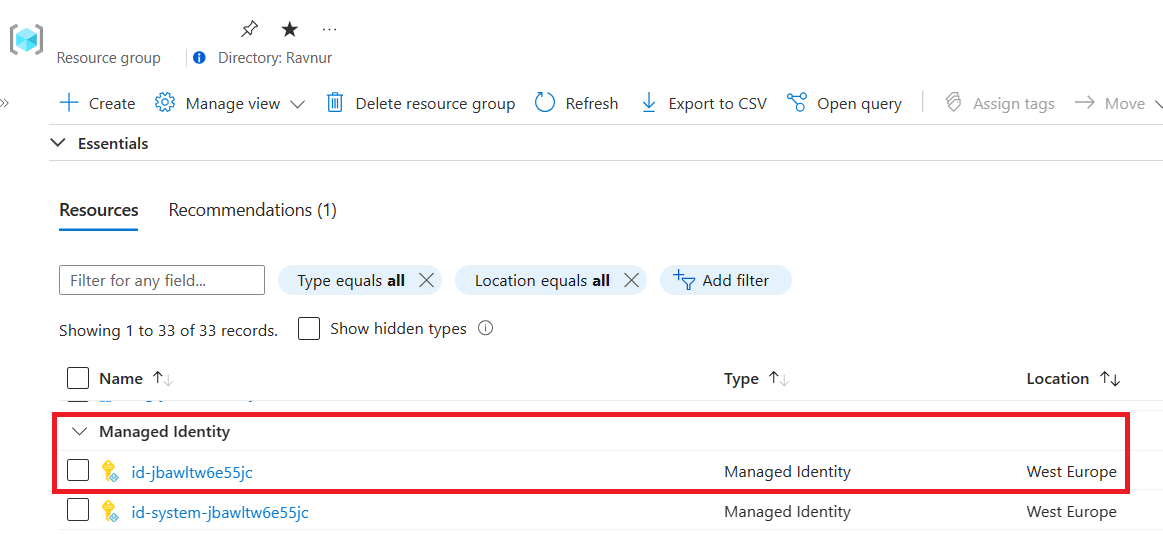 Resource group Directory: Ravnur
Create Manage view Delete resource group Refresh Export to CSV Open query Assign tags Move
Essentials
Resources Recommendations (1)
Filter for any field... Type equals all Location equals all Add filter
Showing 1 to 33 of 33 records. Show hidden types
Name Type Location
Managed Identity
id-jbawltw6e55jc Managed Identity West Europe
id-system-jbawltw6e55jc Managed Identity West Europe